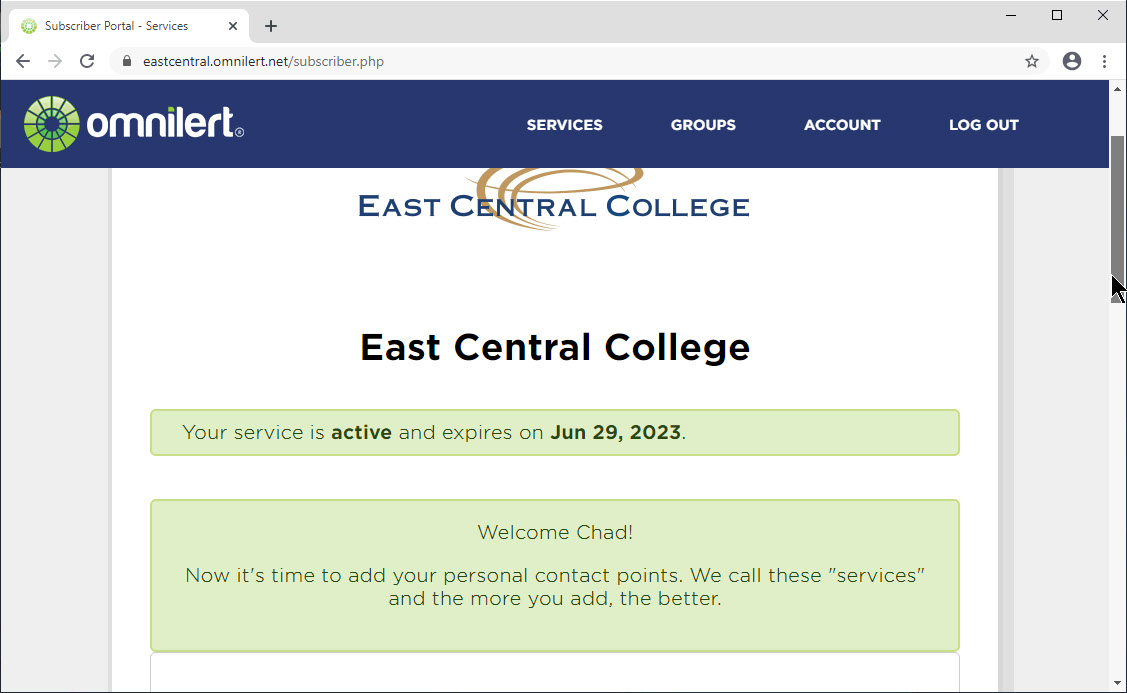 Subscriber Portal - Services
eastcentral.omnilert.net/subscriber.php
omnilert®
SERVICES
GROUPS
ACCOUNT
LOG OUT
EAST CENTRAL COLLEGE
East Central College
Your service is active and expires on Jun 29, 2023.
Welcome Chad!
Now it's time to add your personal contact points. We call these "services"
and the more you add, the better.